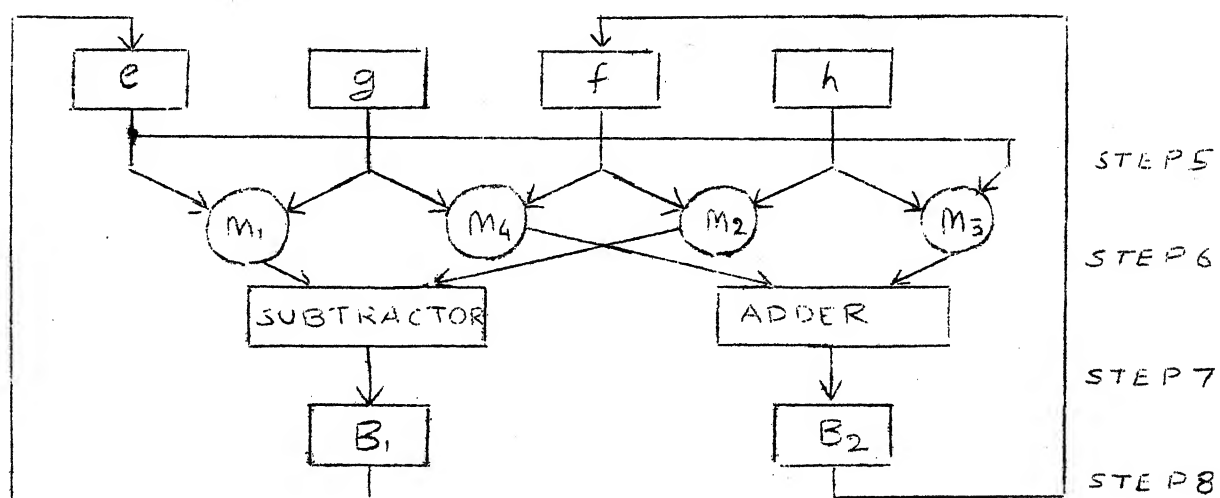 e g f h
STEP 5
M₁ M₄ M₂ M₃
STEP 6
SUBTRACTOR ADDER
STEP 7
B₁ B₂
STEP 8